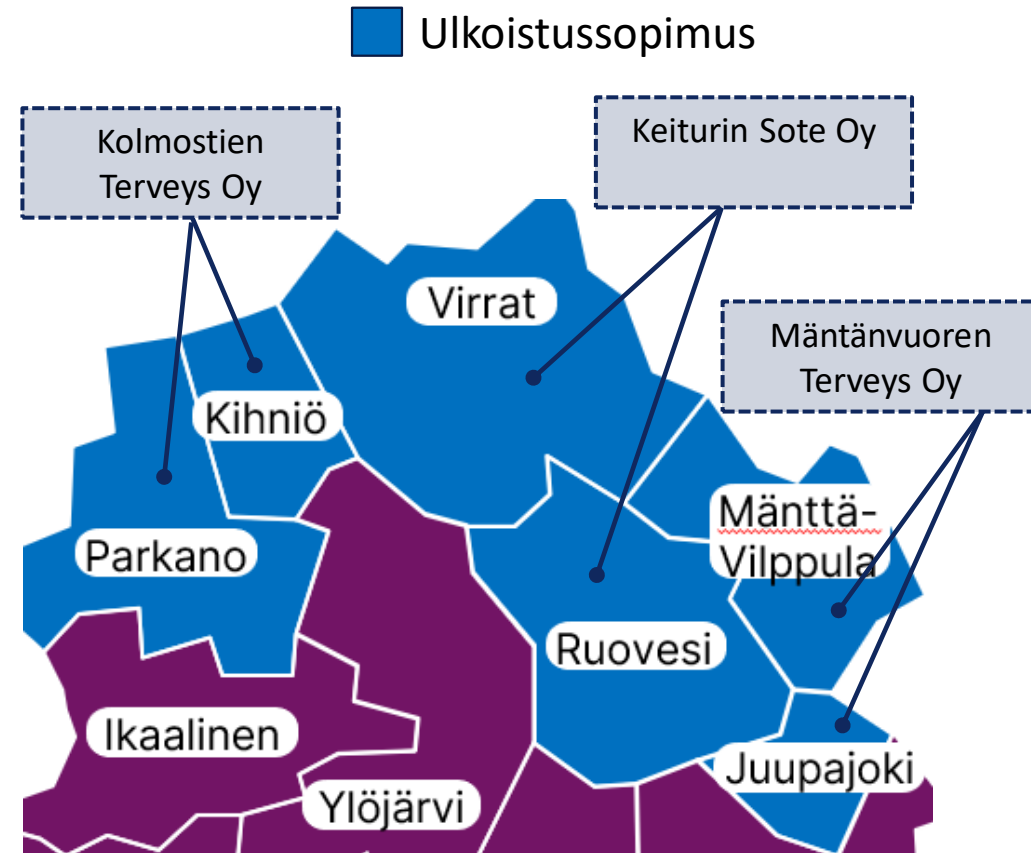 Ulkoistussopimus
Kolmostien
Terveys Oy
Keiturin Sote Oy
Mäntänvuoren
Terveys Oy
Virrat
Kihniö
Mänttä-
Vilppula
Parkano
Ruovesi
Ikaalinen
Juupajoki
Ylöjärvi